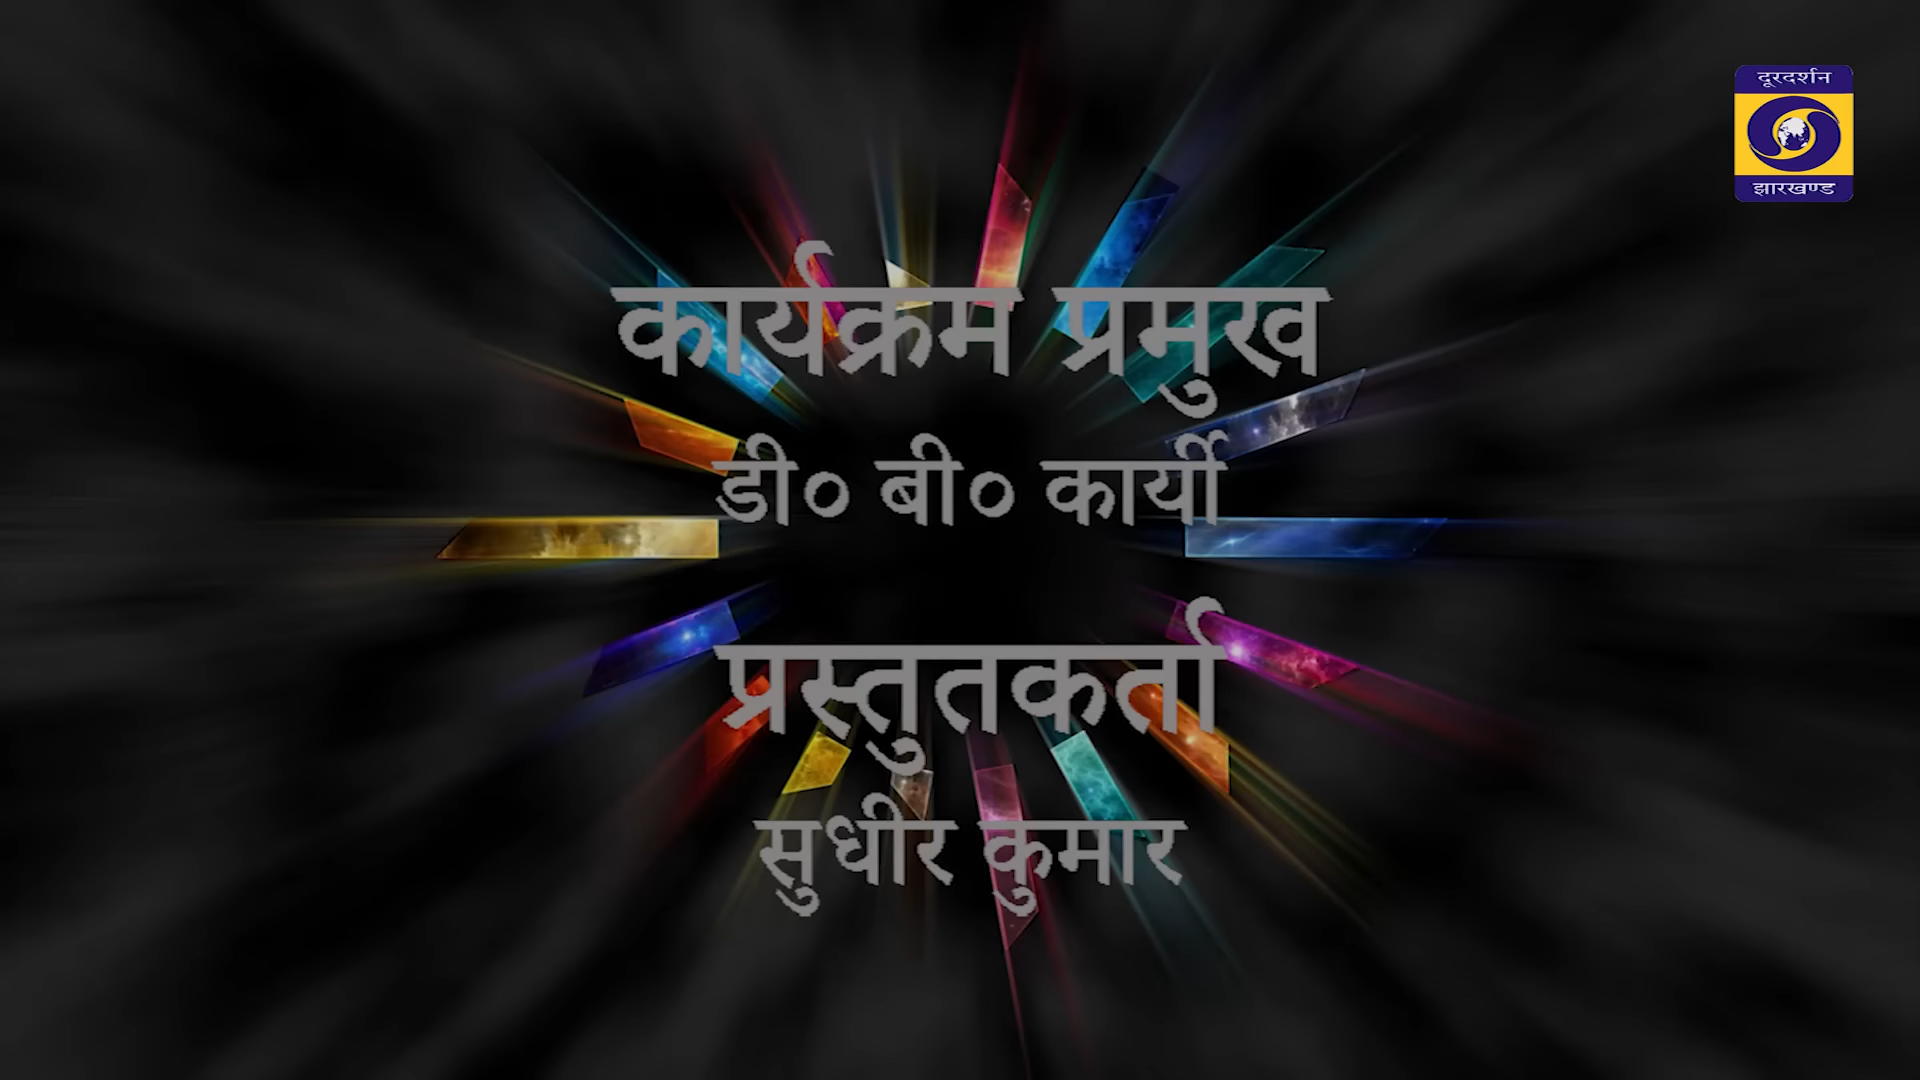 दूरदर्शन
झारखण्ड
कार्यक्रम प्रमुख
डी० बी० कार्यी
प्रस्तुतकर्ता
सुधीर कुमार